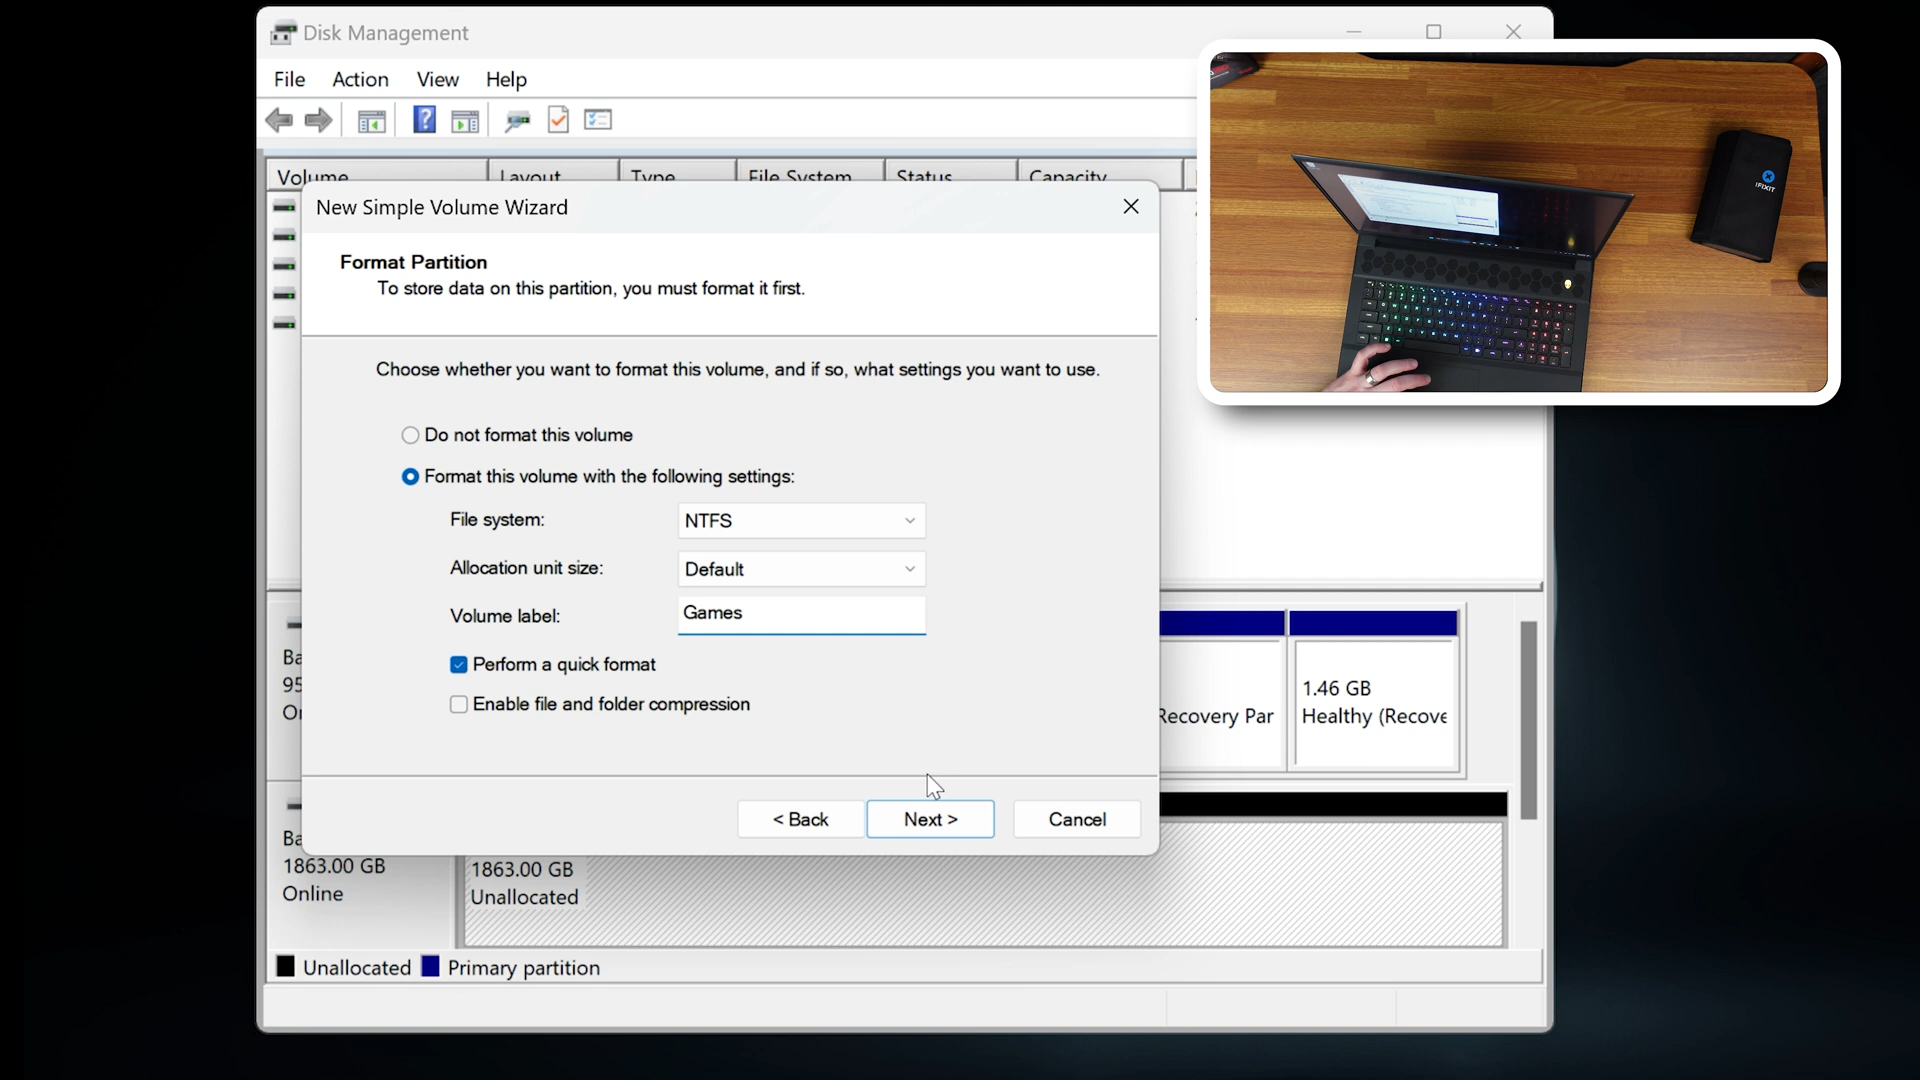 Disk Management
File Action View Help
Volume Layout Type File System Status Capacity
New Simple Volume Wizard
Format Partition
To store data on this partition, you must format it first.
Choose whether you want to format this volume, and if so, what settings you want to use.
Do not format this volume
Format this volume with the following settings:
File system: NTFS
Allocation unit size: Default
Volume label: Games
Perform a quick format
Enable file and folder compression
< Back Next > Cancel
IFIXIT
Ba
95
1.46 GB
Recovery Par Healthy (Recove
Ba
1863.00 GB
Online
1863.00 GB
Unallocated
Unallocated Primary partition